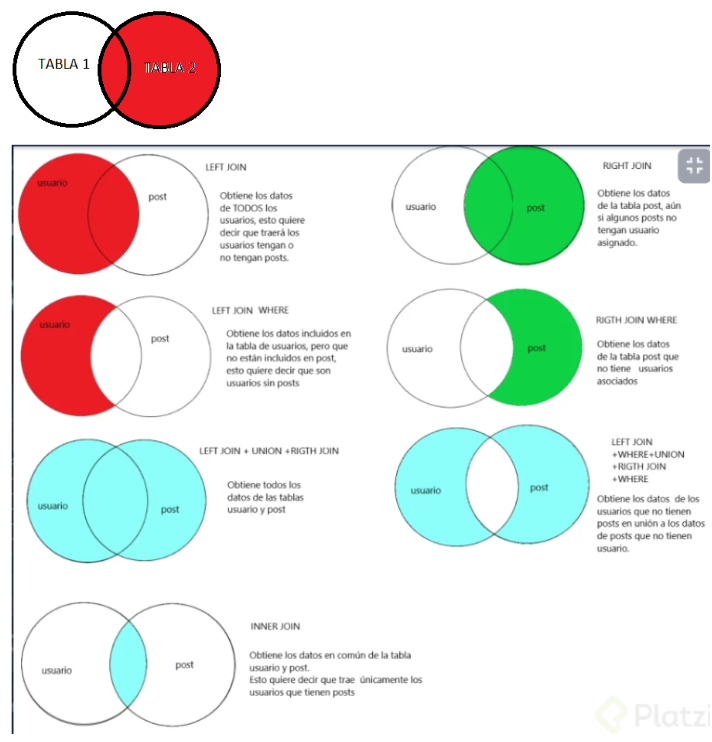 TABLA 1
TABLA 2
usuario
post
LEFT JOIN
Obtiene los datos
de TODOS los
usuarios, esto quiere
decir que traerá los
usuarios tengan o
no tengan posts.
usuario
post
RIGHT JOIN
Obtiene los datos
de la tabla post, aún
si algunos posts no
tengan usuario
asignado.
usuario
post
LEFT JOIN WHERE
Obtiene los datos incluidos en
la tabla de usuarios, pero que
no están incluidos en post,
esto quiere decir que son
usuarios sin posts
usuario
post
RIGTH JOIN WHERE
Obtiene los datos
de la tabla post que
no tiene usuarios
asociados
usuario
post
LEFT JOIN + UNION +RIGTH JOIN
Obtiene todos los
datos de las tablas
usuario y post
usuario
post
LEFT JOIN
+WHERE+UNION
+RIGTH JOIN
+WHERE
Obtiene los datos de los
usuarios que no tienen
posts en unión a los datos
de posts que no tienen
usuario.
usuario
post
INNER JOIN
Obtiene los datos en común de la tabla
usuario y post.
Esto quiere decir que trae únicamente los
usuarios que tienen posts
Platzi